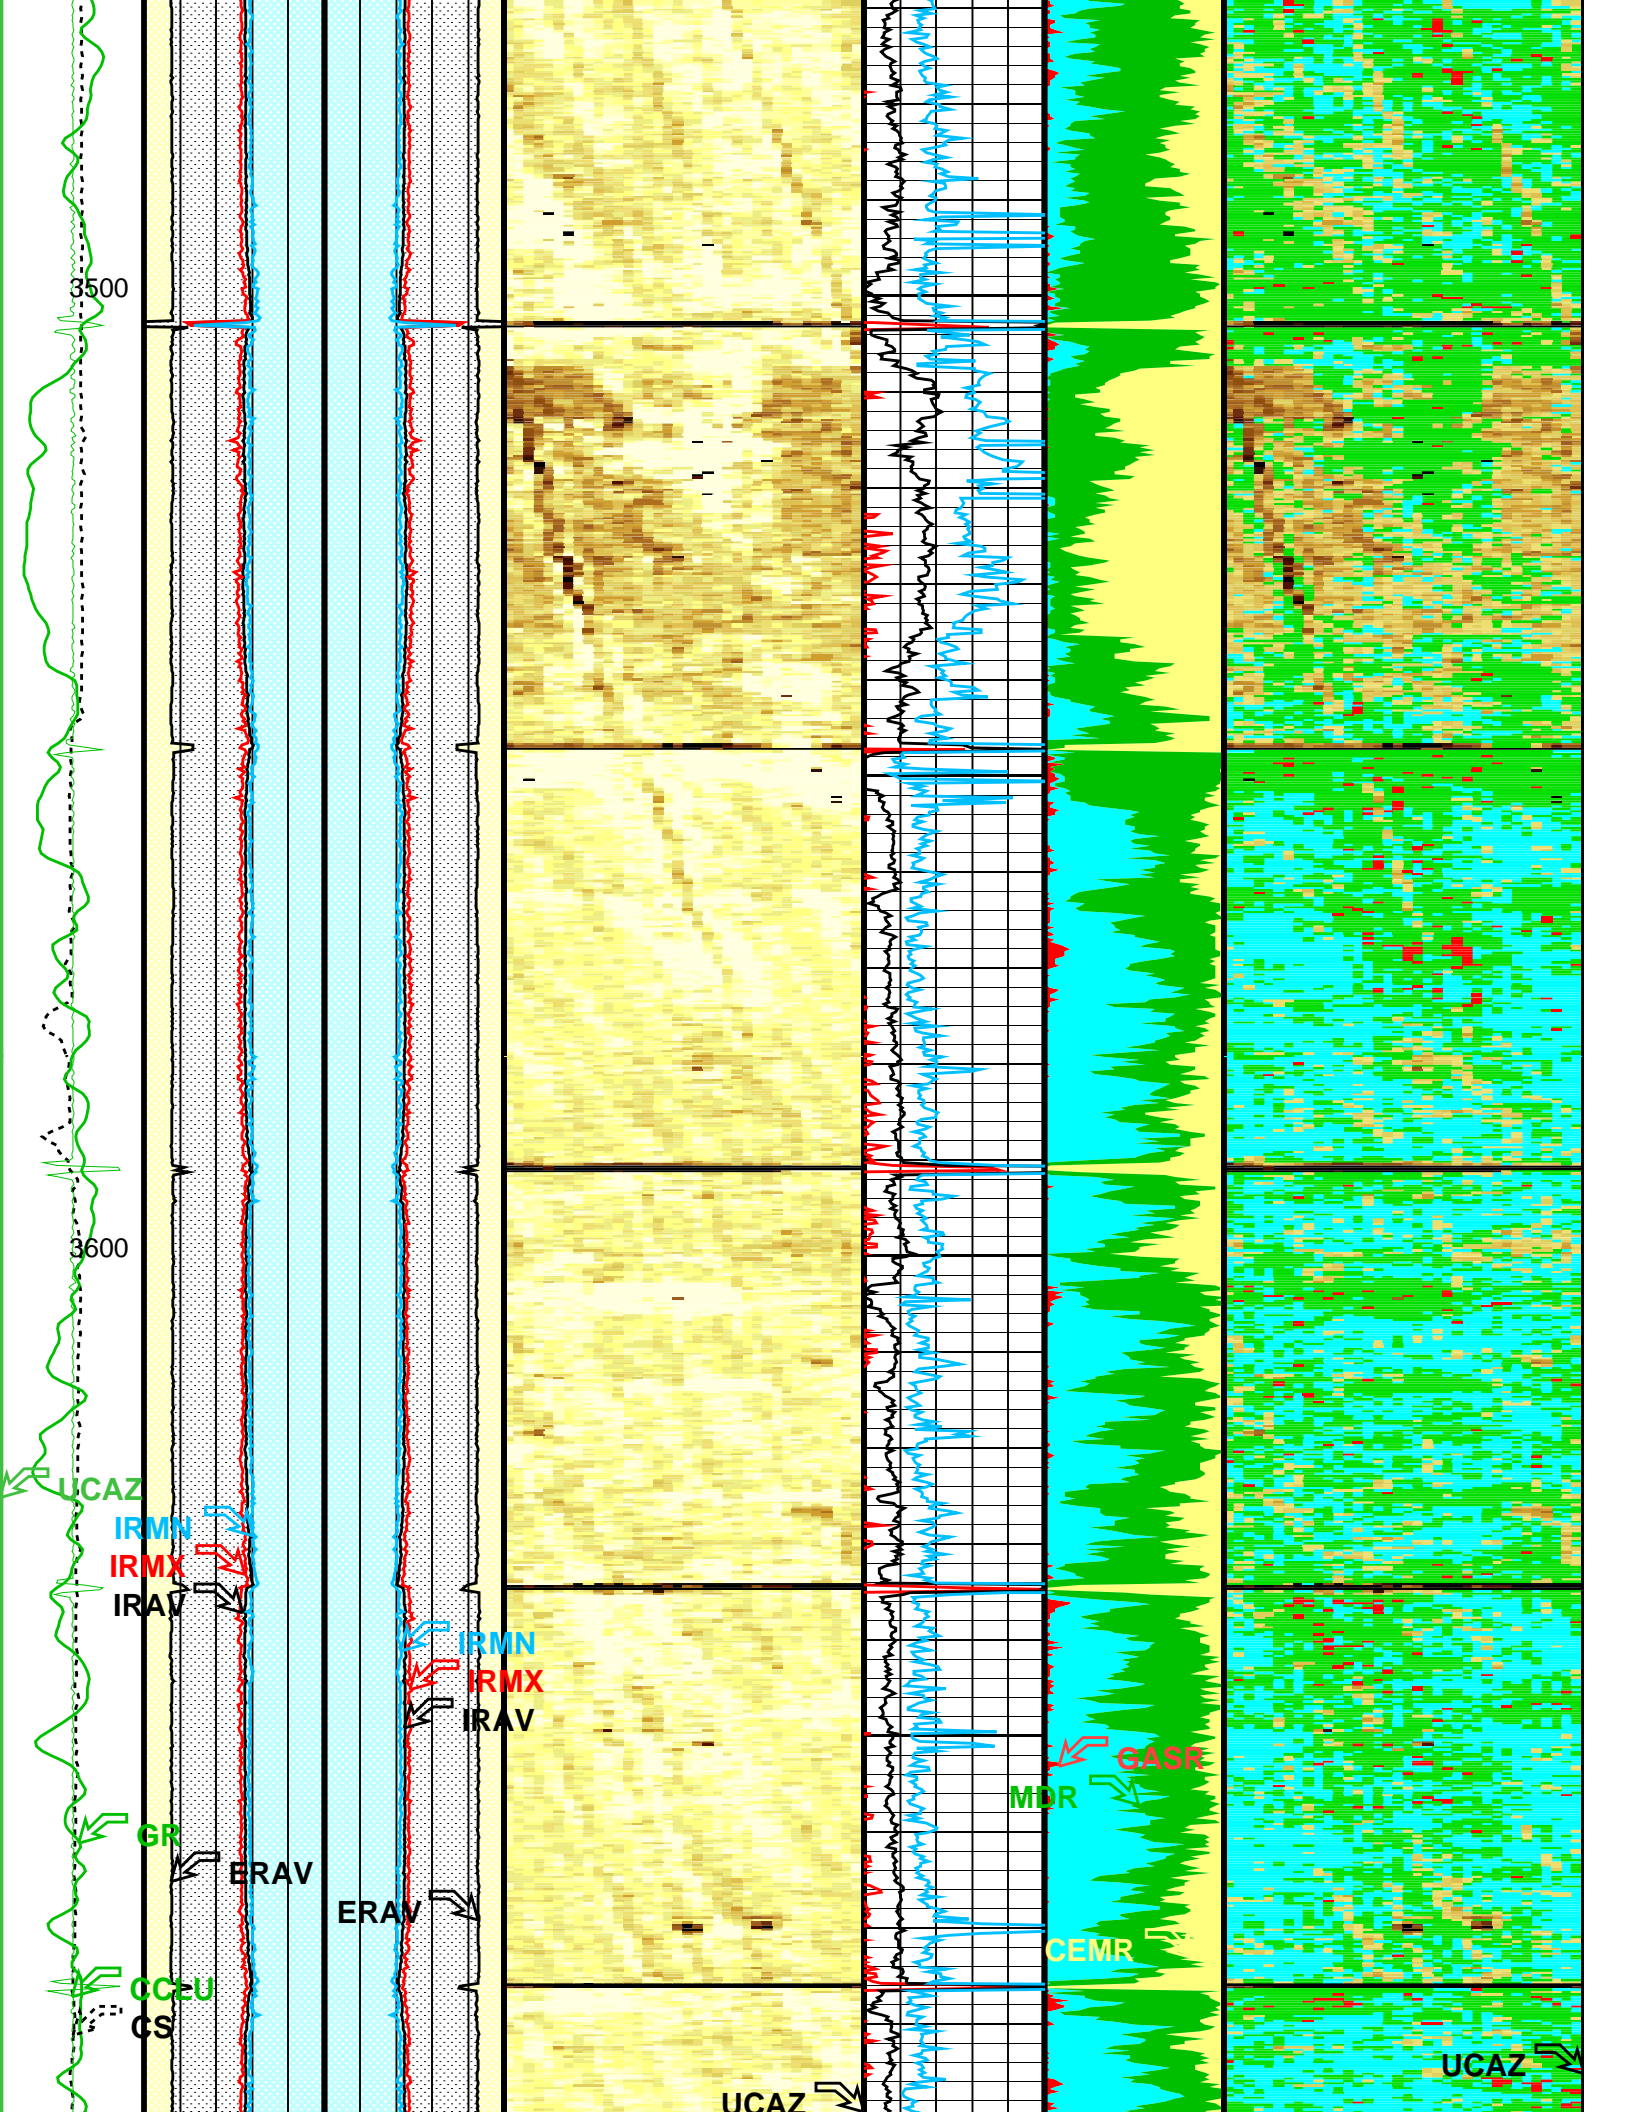 3500
3600
UCAZ
IRMN
IRMX
IRAV
IRMN
IRMX
IRAV
GASR
MDR
GR
ERAV
ERAV
CEMR
CCLU
CS
UCAZ
UCAZ